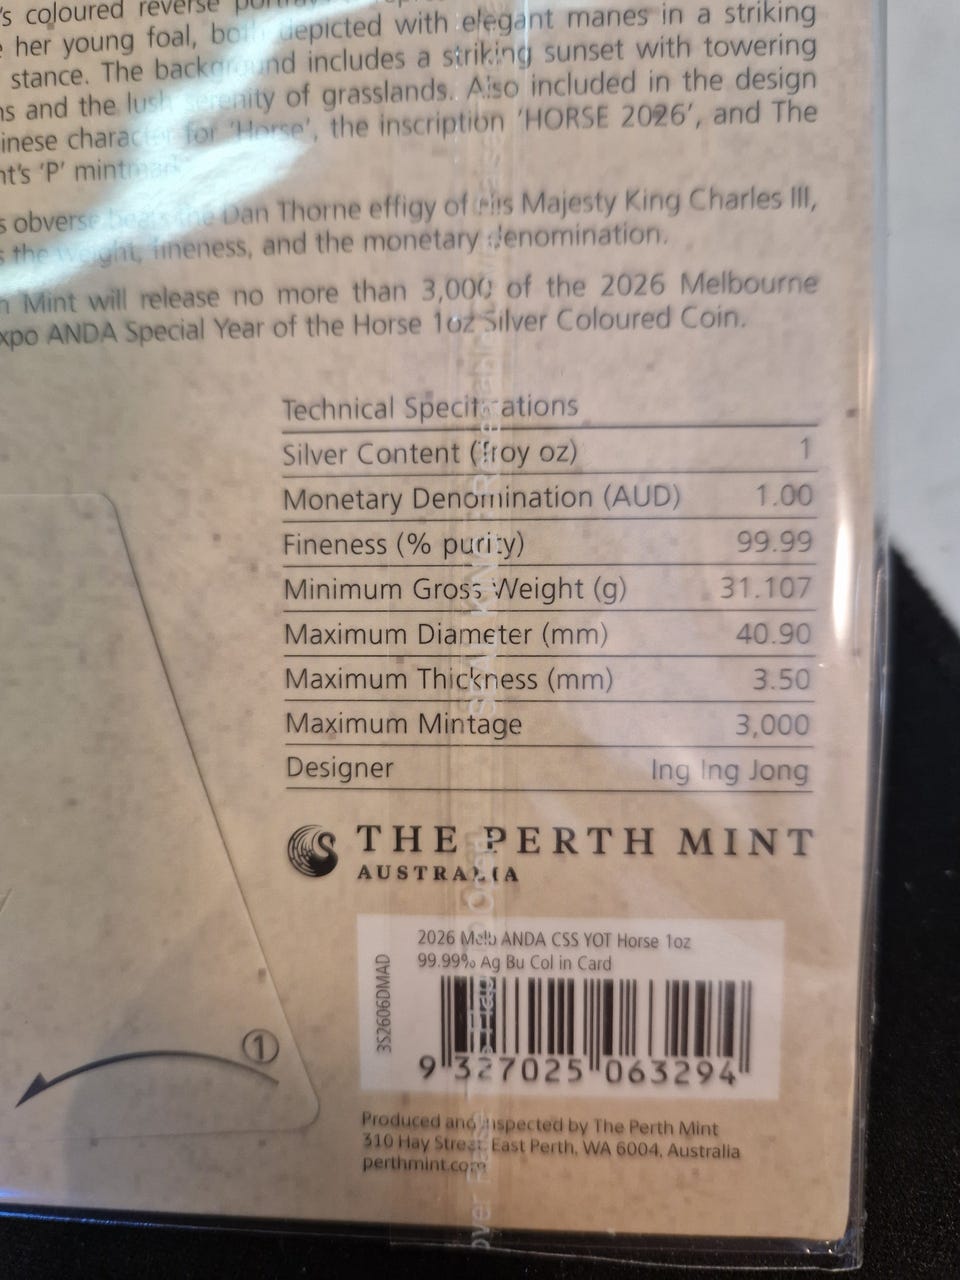 's coloured reverse
her young foal, both depicted with elegant manes in a striking
stance. The background includes a striking sunset with towering
and the lush serenity of grasslands. Also included in the design
character for 'Horse', the inscription 'HORSE 2026', and The
'P' mintmark
obverse bears the Dan Thorne effigy of His Majesty King Charles III,
the weight, fineness, and the monetary denomination.
Mint will release no more than 3,000 of the 2026 Melbourne
ANDA Special Year of the Horse 1oz Silver Coloured Coin.
Technical Specifications
Silver Content (Troy oz) 1
Monetary Denomination (AUD) 1.00
Fineness (% purity) 99.99
Minimum Gross Weight (g) 31.107
Maximum Diameter (mm) 40.90
Maximum Thickness (mm) 3.50
Maximum Mintage 3,000
Designer Ing Ing Jong
THE PERTH MINT
AUSTRALIA
2026 Melb ANDA CSS YOT Horse 1oz
99.99% Ag Bu Col in Card
3S2606DMAD
9 327025 063294
1
Produced and inspected by The Perth Mint
310 Hay Street East Perth, WA 6004, Australia
perthmint.com